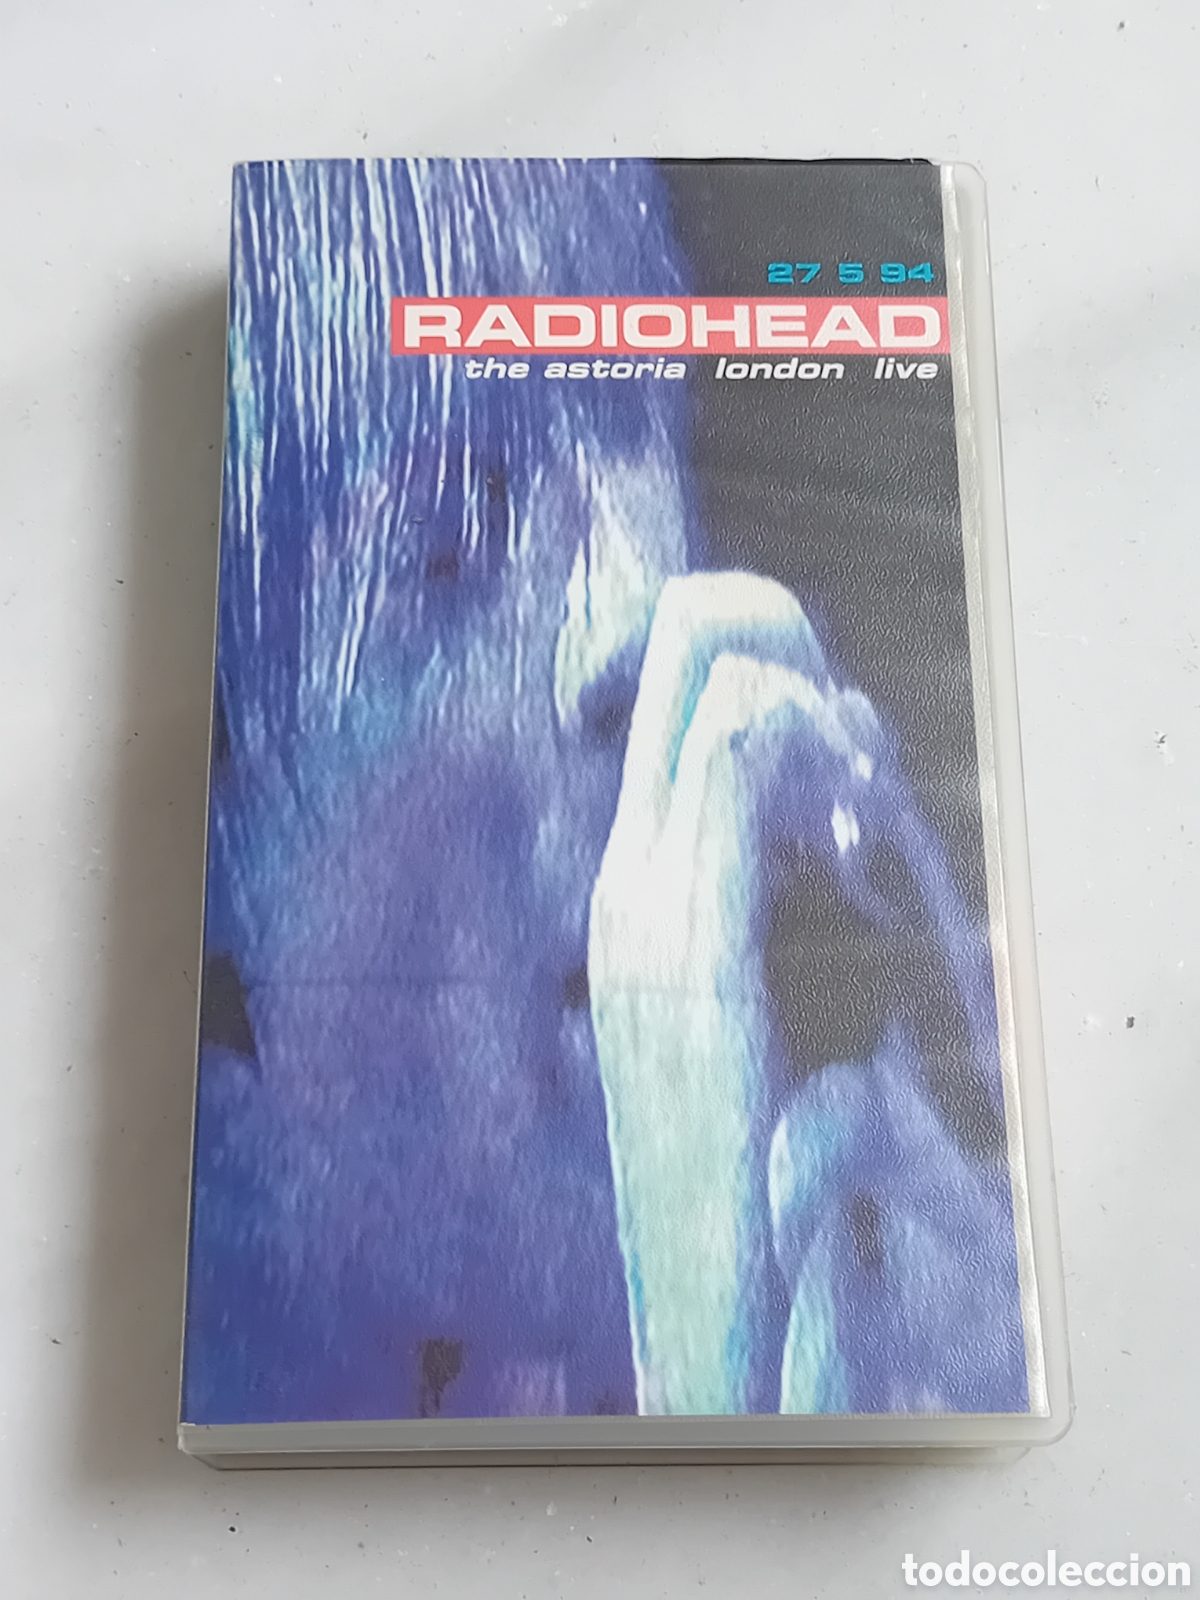 27 5 94
RADIOHEAD
the astoria london live
todocoleccion